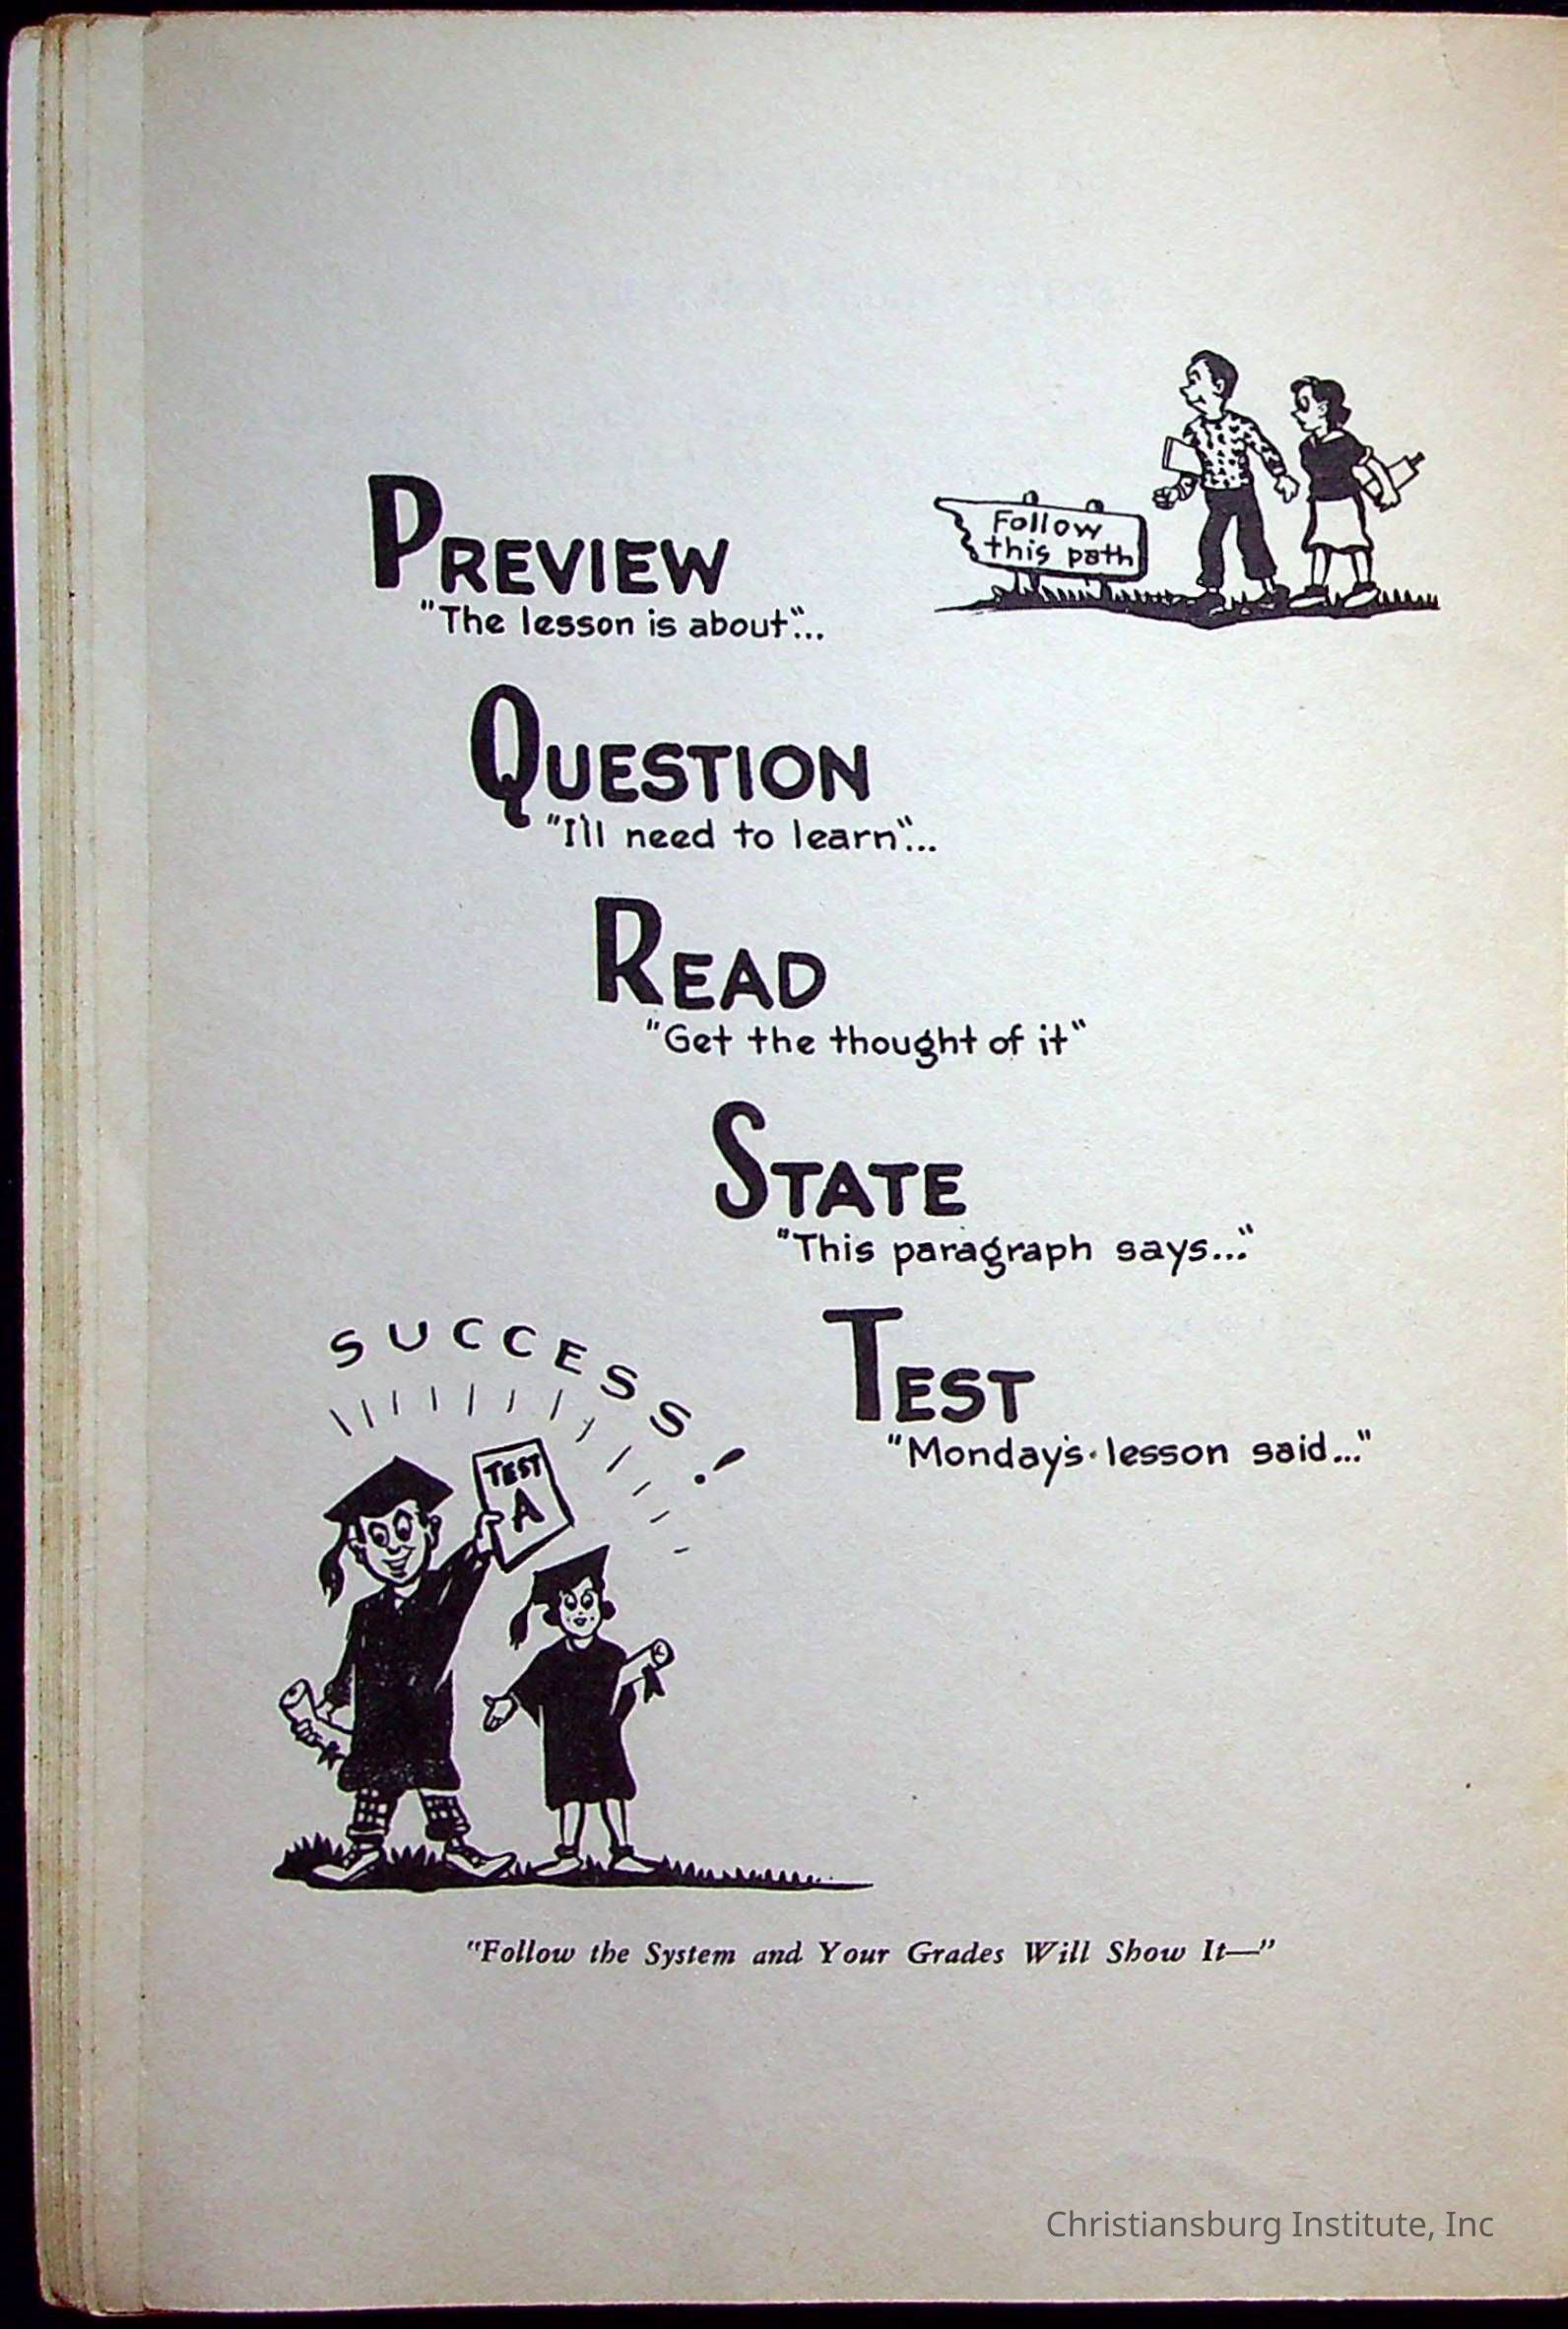 Follow
this path
PREVIEW
"The lesson is about"...
QUESTION
"I'll need to learn"...
READ
"Get the thought of it"
STATE
"This paragraph says..."
SUCCESS!
TEST
"Monday's lesson said..."
TEST
A
"Follow the System and Your Grades Will Show It—"
Christiansburg Institute, Inc